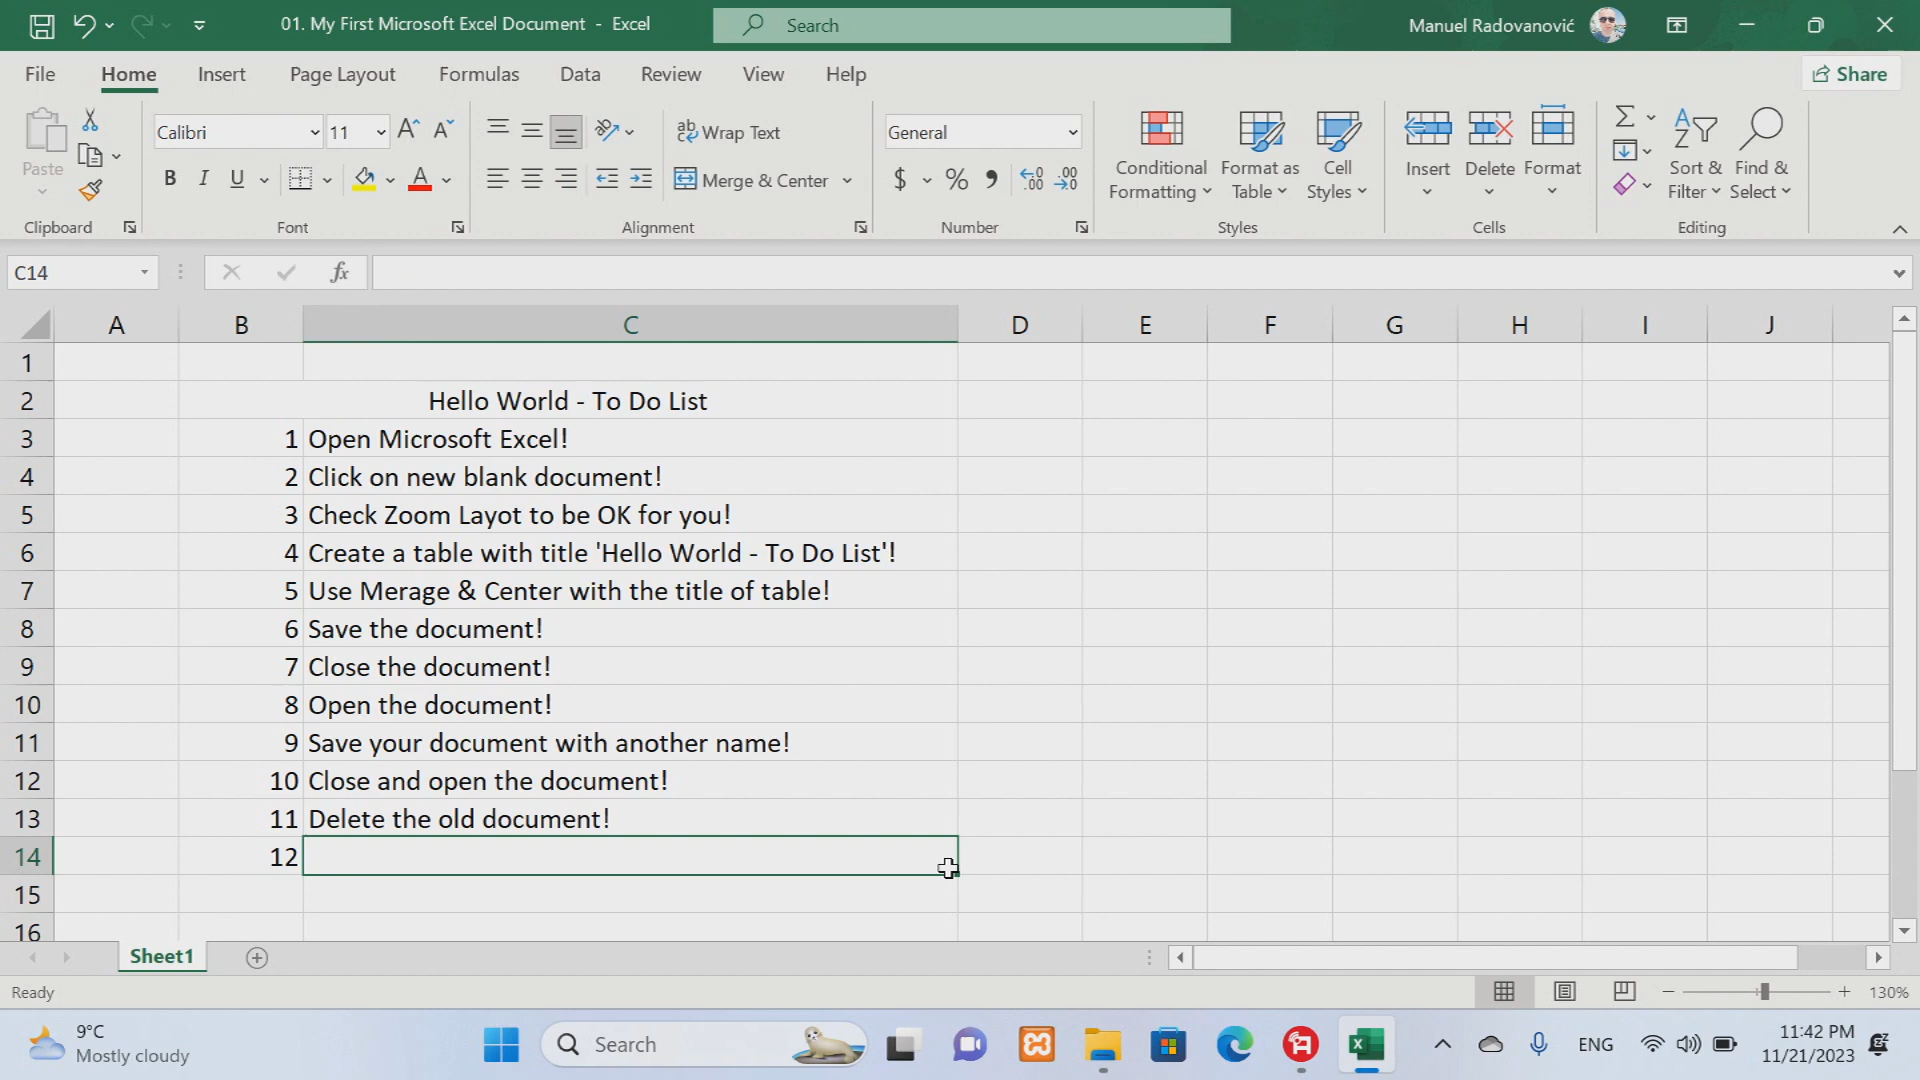 01. My First Microsoft Excel Document - Excel
Search
Manuel Radovanović
File Home Insert Page Layout Formulas Data Review View Help
Share
Paste
Calibri
11
B I U
A
Wrap Text
Merge & Center
General
$ % ,
Conditional Formatting
Format as Table
Cell Styles
Insert
Delete
Format
Sort & Filter
Find & Select
Clipboard
Font
Alignment
Number
Styles
Cells
Editing
C14
fx
A B C D E F G H I J
1
2 Hello World - To Do List
3 1 Open Microsoft Excel!
4 2 Click on new blank document!
5 3 Check Zoom Layot to be OK for you!
6 4 Create a table with title 'Hello World - To Do List'!
7 5 Use Merage & Center with the title of table!
8 6 Save the document!
9 7 Close the document!
10 8 Open the document!
11 9 Save your document with another name!
12 10 Close and open the document!
13 11 Delete the old document!
14 12
15
16
Sheet1
Ready
130%
9°C
Mostly cloudy
Search
ENG
11:42 PM
11/21/2023